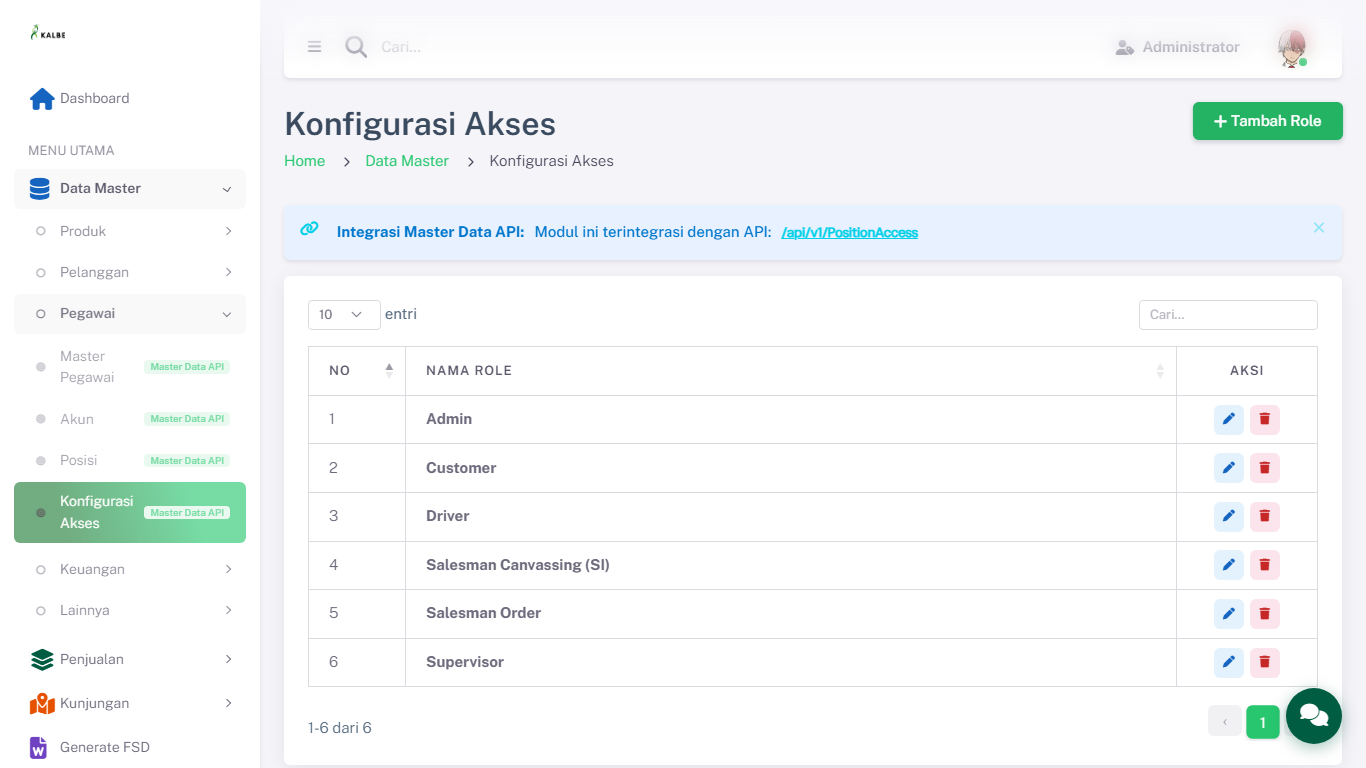 KALBE
Dashboard
MENU UTAMA
Data Master
Produk
Pelanggan
Pegawai
Master
Pegawai
Master Data API
Akun
Master Data API
Posisi
Master Data API
Konfigurasi
Akses
Master Data API
Keuangan
Lainnya
Penjualan
Kunjungan
Generate FSD
Cari...
Administrator
Konfigurasi Akses
Tambah Role
Home > Data Master > Konfigurasi Akses
Integrasi Master Data API: Modul ini terintegrasi dengan API: /api/v1/PositionAccess
10 entri
Cari...
NO NAMA ROLE AKSI
1 Admin
2 Customer
3 Driver
4 Salesman Canvassing (SI)
5 Salesman Order
6 Supervisor
1-6 dari 6
‹ 1